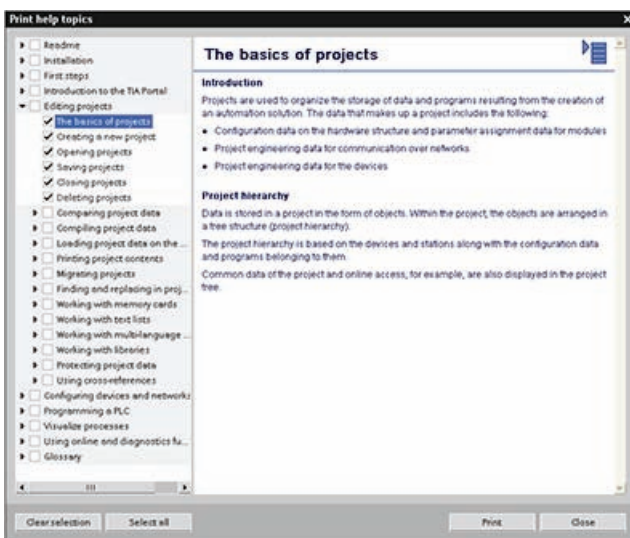 Print help topics
Readme
Installation
First steps
Introduction to the TIA Portal
Editing projects
The basics of projects
Creating a new project
Opening projects
Saving projects
Closing projects
Deleting projects
Comparing project data
Compiling project data
Loading project data on the ...
Printing project contents
Migrating projects
Finding and replacing in proj...
Working with memory cards
Working with text lists
Working with multi-language ...
Working with libraries
Protecting project data
Using cross-references
Configuring devices and networks
Programming a PLC
Visualize processes
Using online and diagnostics fu...
Glossary
The basics of projects
Introduction
Projects are used to organize the storage of data and programs resulting from the creation of
an automation solution. The data that makes up a project includes the following:
• Configuration data on the hardware structure and parameter assignment data for modules
• Project engineering data for communication over networks
• Project engineering data for the devices
Project hierarchy
Data is stored in a project in the form of objects. Within the project, the objects are arranged in
a tree structure (project hierarchy).
The project hierarchy is based on the devices and stations along with the configuration data
and programs belonging to them.
Common data of the project and online access, for example, are also displayed in the project
tree.
Clear selection
Select all
Print
Close